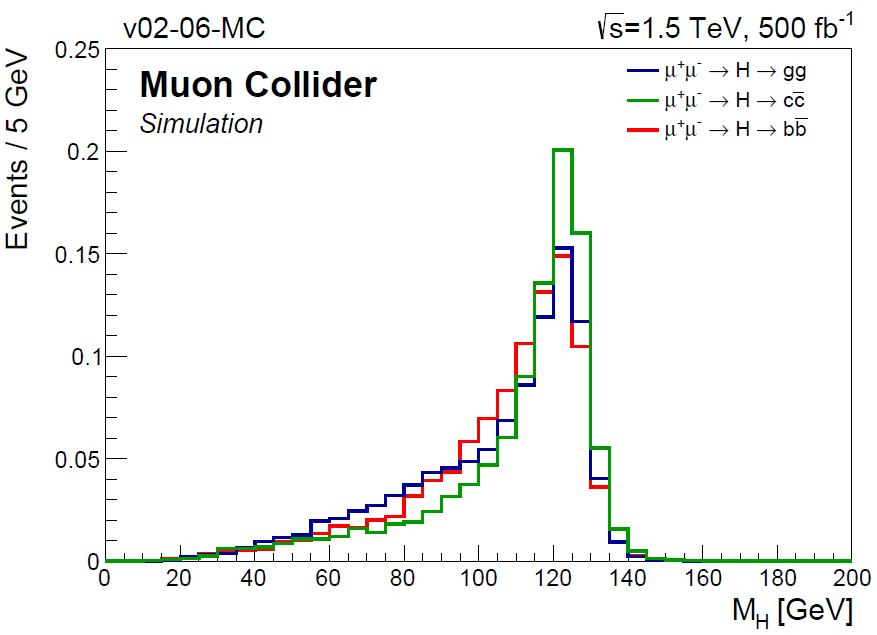 v02-06-MC
√s=1.5 TeV, 500 fb⁻¹
Muon Collider
Simulation
μ⁺μ⁻ → H → gg
μ⁺μ⁻ → H → cc̅
μ⁺μ⁻ → H → bb̅
Events / 5 GeV
0.25
0.2
0.15
0.1
0.05
0
0 20 40 60 80 100 120 140 160 180 200
M_H [GeV]